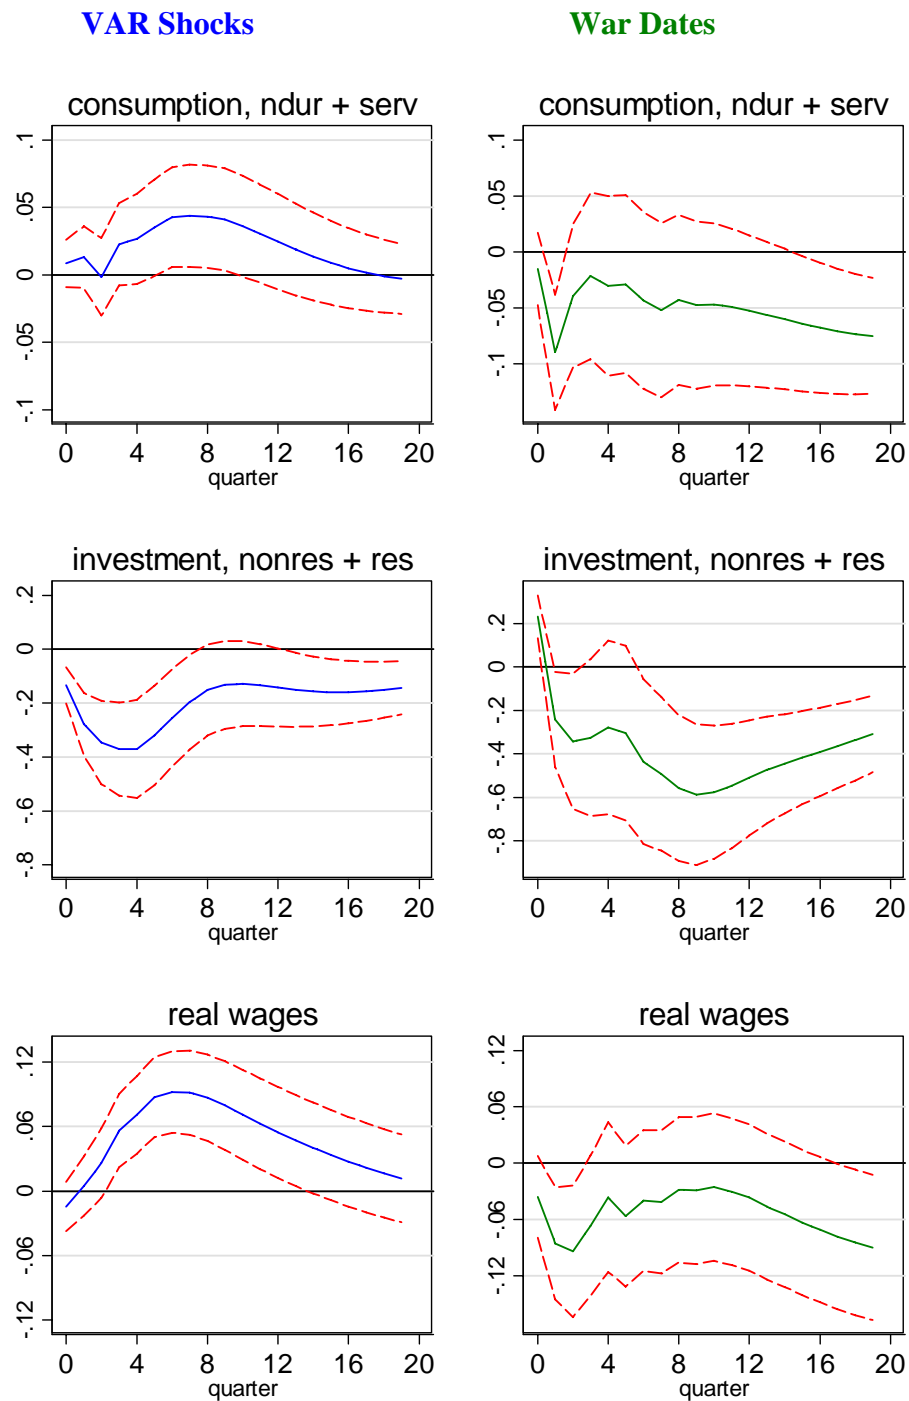 VAR Shocks War Dates
consumption, ndur + serv consumption, ndur + serv
.1
.05
0
-.05
-.1
0 4 8 12 16 20
quarter
.1
.05
0
-.05
-.1
0 4 8 12 16 20
quarter
investment, nonres + res investment, nonres + res
.2
0
-.2
-.4
-.6
-.8
0 4 8 12 16 20
quarter
.2
0
-.2
-.4
-.6
-.8
0 4 8 12 16 20
quarter
real wages real wages
.12
.06
0
-.06
-.12
0 4 8 12 16 20
quarter
.12
.06
0
-.06
-.12
0 4 8 12 16 20
quarter